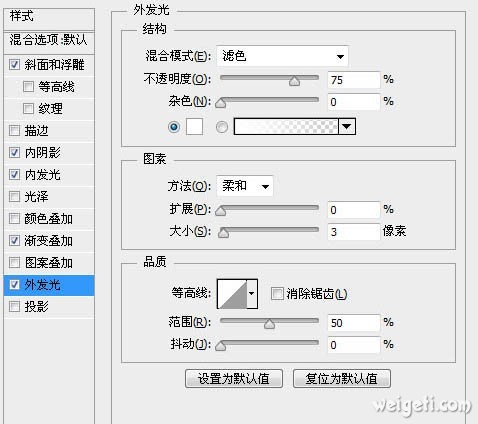 样式
混合选项:默认
斜面和浮雕
等高线
纹理
描边
内阴影
内发光
光泽
颜色叠加
渐变叠加
图案叠加
外发光
投影
外发光
结构
混合模式(E): 滤色
不透明度(O): 75 %
杂色(N): 0 %
图素
方法(Q): 柔和
扩展(P): 0 %
大小(S): 3 像素
品质
等高线: 消除锯齿(L)
范围(R): 50 %
抖动(J): 0 %
设置为默认值 复位为默认值
weigeti.com